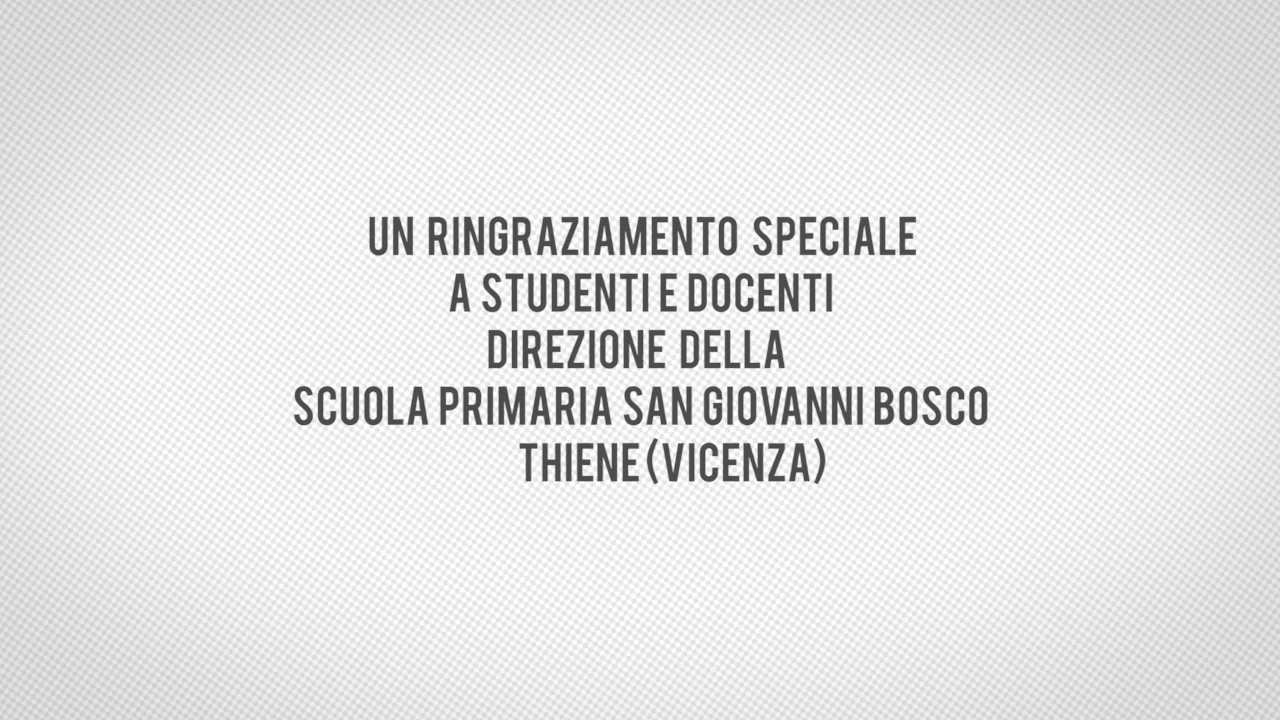 UN RINGRAZIAMENTO SPECIALE
A STUDENTI E DOCENTI
DIREZIONE DELLA
SCUOLA PRIMARIA SAN GIOVANNI BOSCO
THIENE (VICENZA)